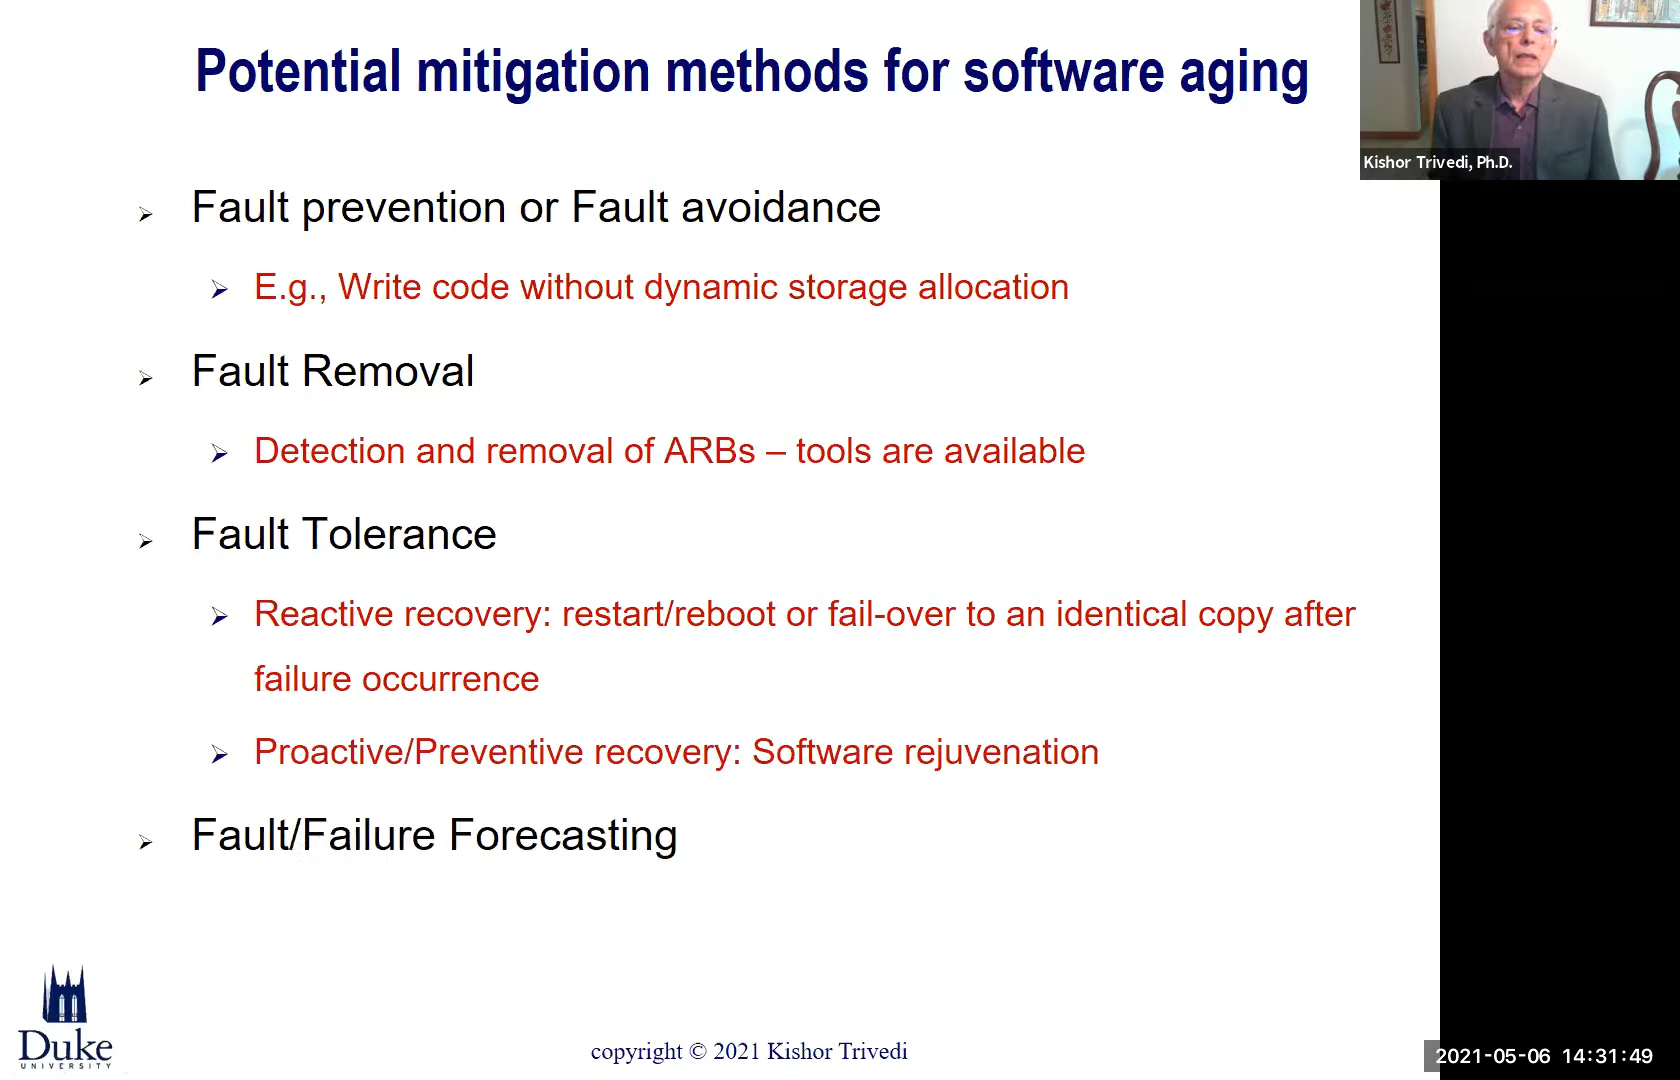 Potential mitigation methods for software aging
Kishor Trivedi, Ph.D.
Fault prevention or Fault avoidance
E.g., Write code without dynamic storage allocation
Fault Removal
Detection and removal of ARBs – tools are available
Fault Tolerance
Reactive recovery: restart/reboot or fail-over to an identical copy after
failure occurrence
Proactive/Preventive recovery: Software rejuvenation
Fault/Failure Forecasting
Duke
UNIVERSITY
copyright © 2021 Kishor Trivedi
2021-05-06 14:31:49